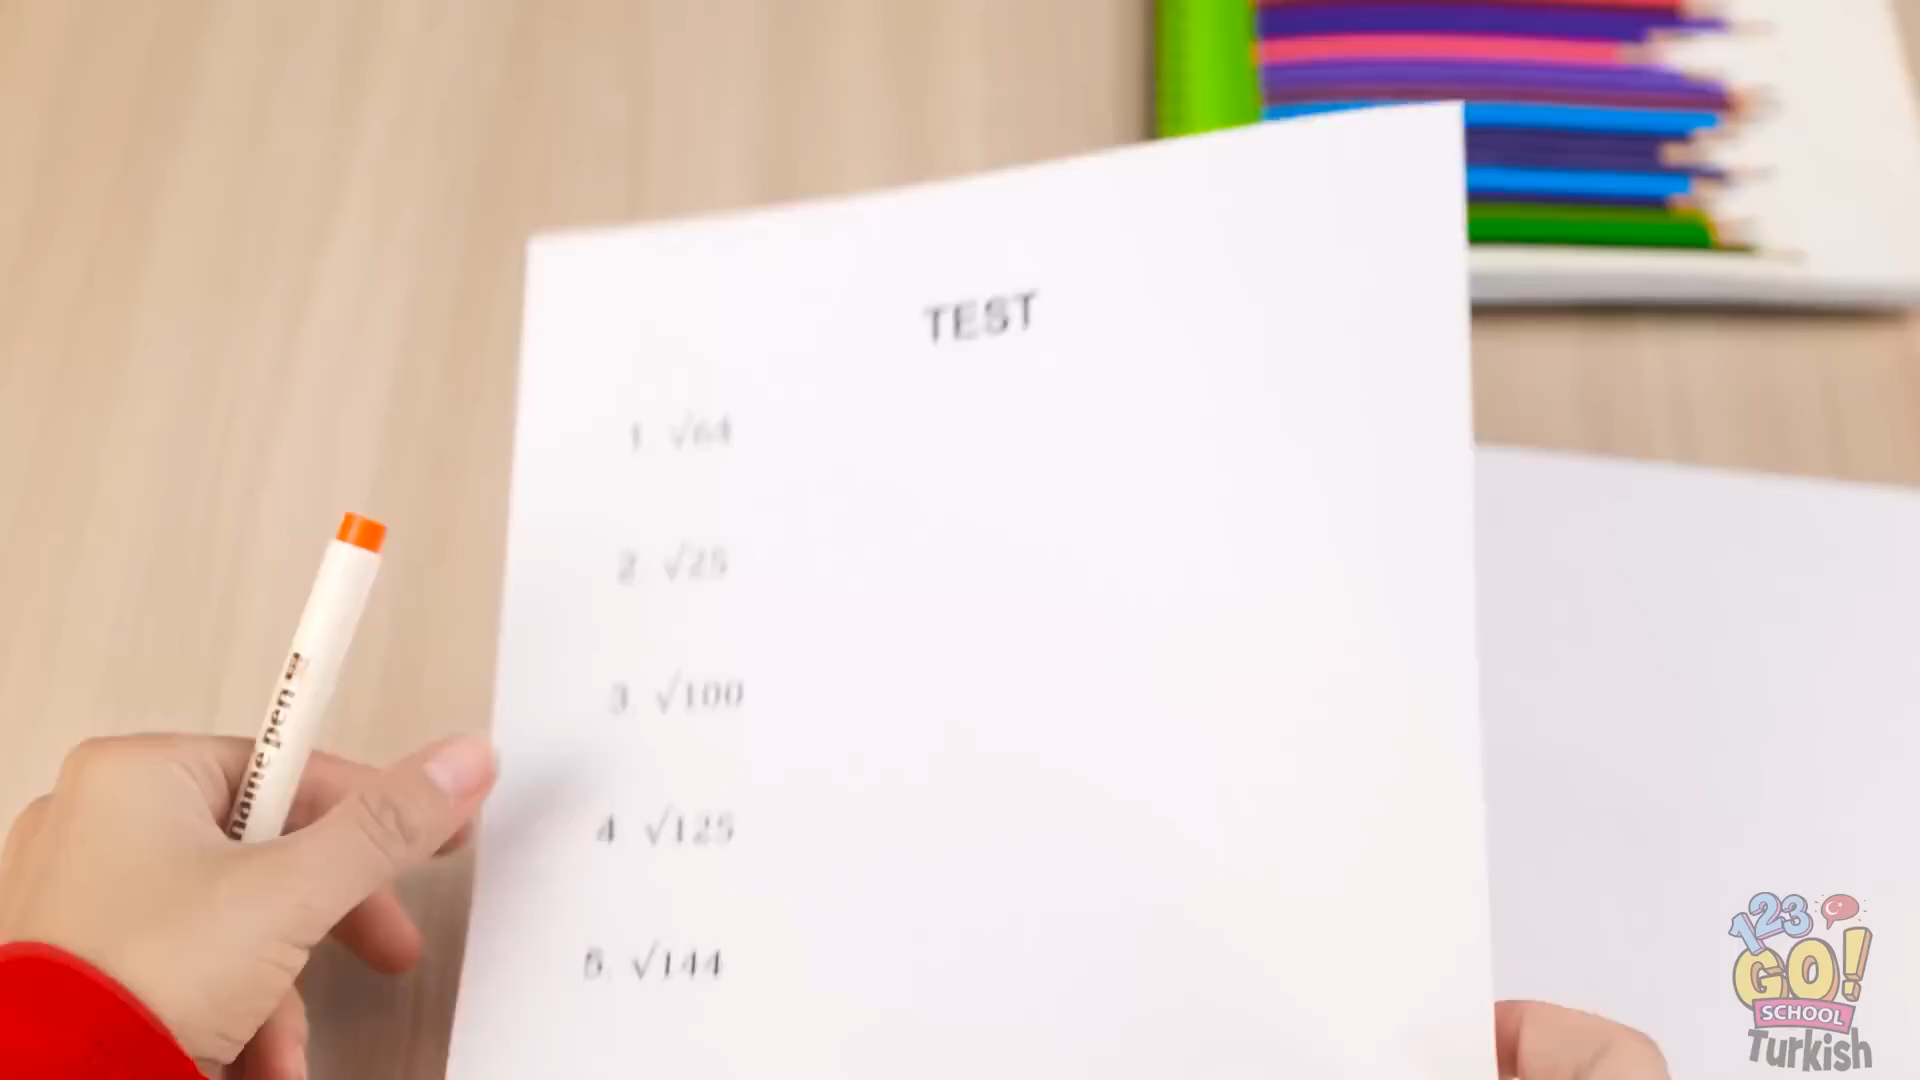 TEST
1. √64
2. √25
3. √100
4. √125
5. √144
name pen
123
GO!
SCHOOL
Turkish